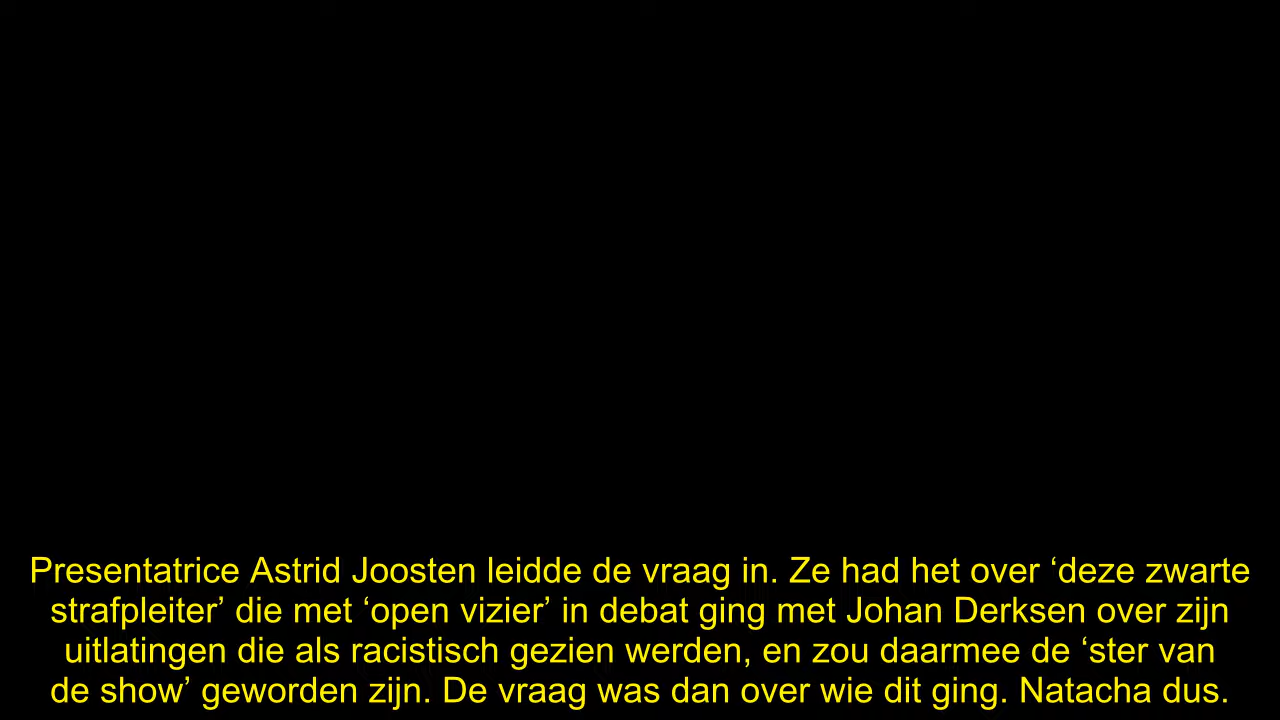 Presentatrice Astrid Joosten leidde de vraag in. Ze had het over ‘deze zwarte
strafpleiter’ die met ‘open vizier’ in debat ging met Johan Derksen over zijn
uitlatingen die als racistisch gezien werden, en zou daarmee de ‘ster van
de show’ geworden zijn. De vraag was dan over wie dit ging. Natacha dus.